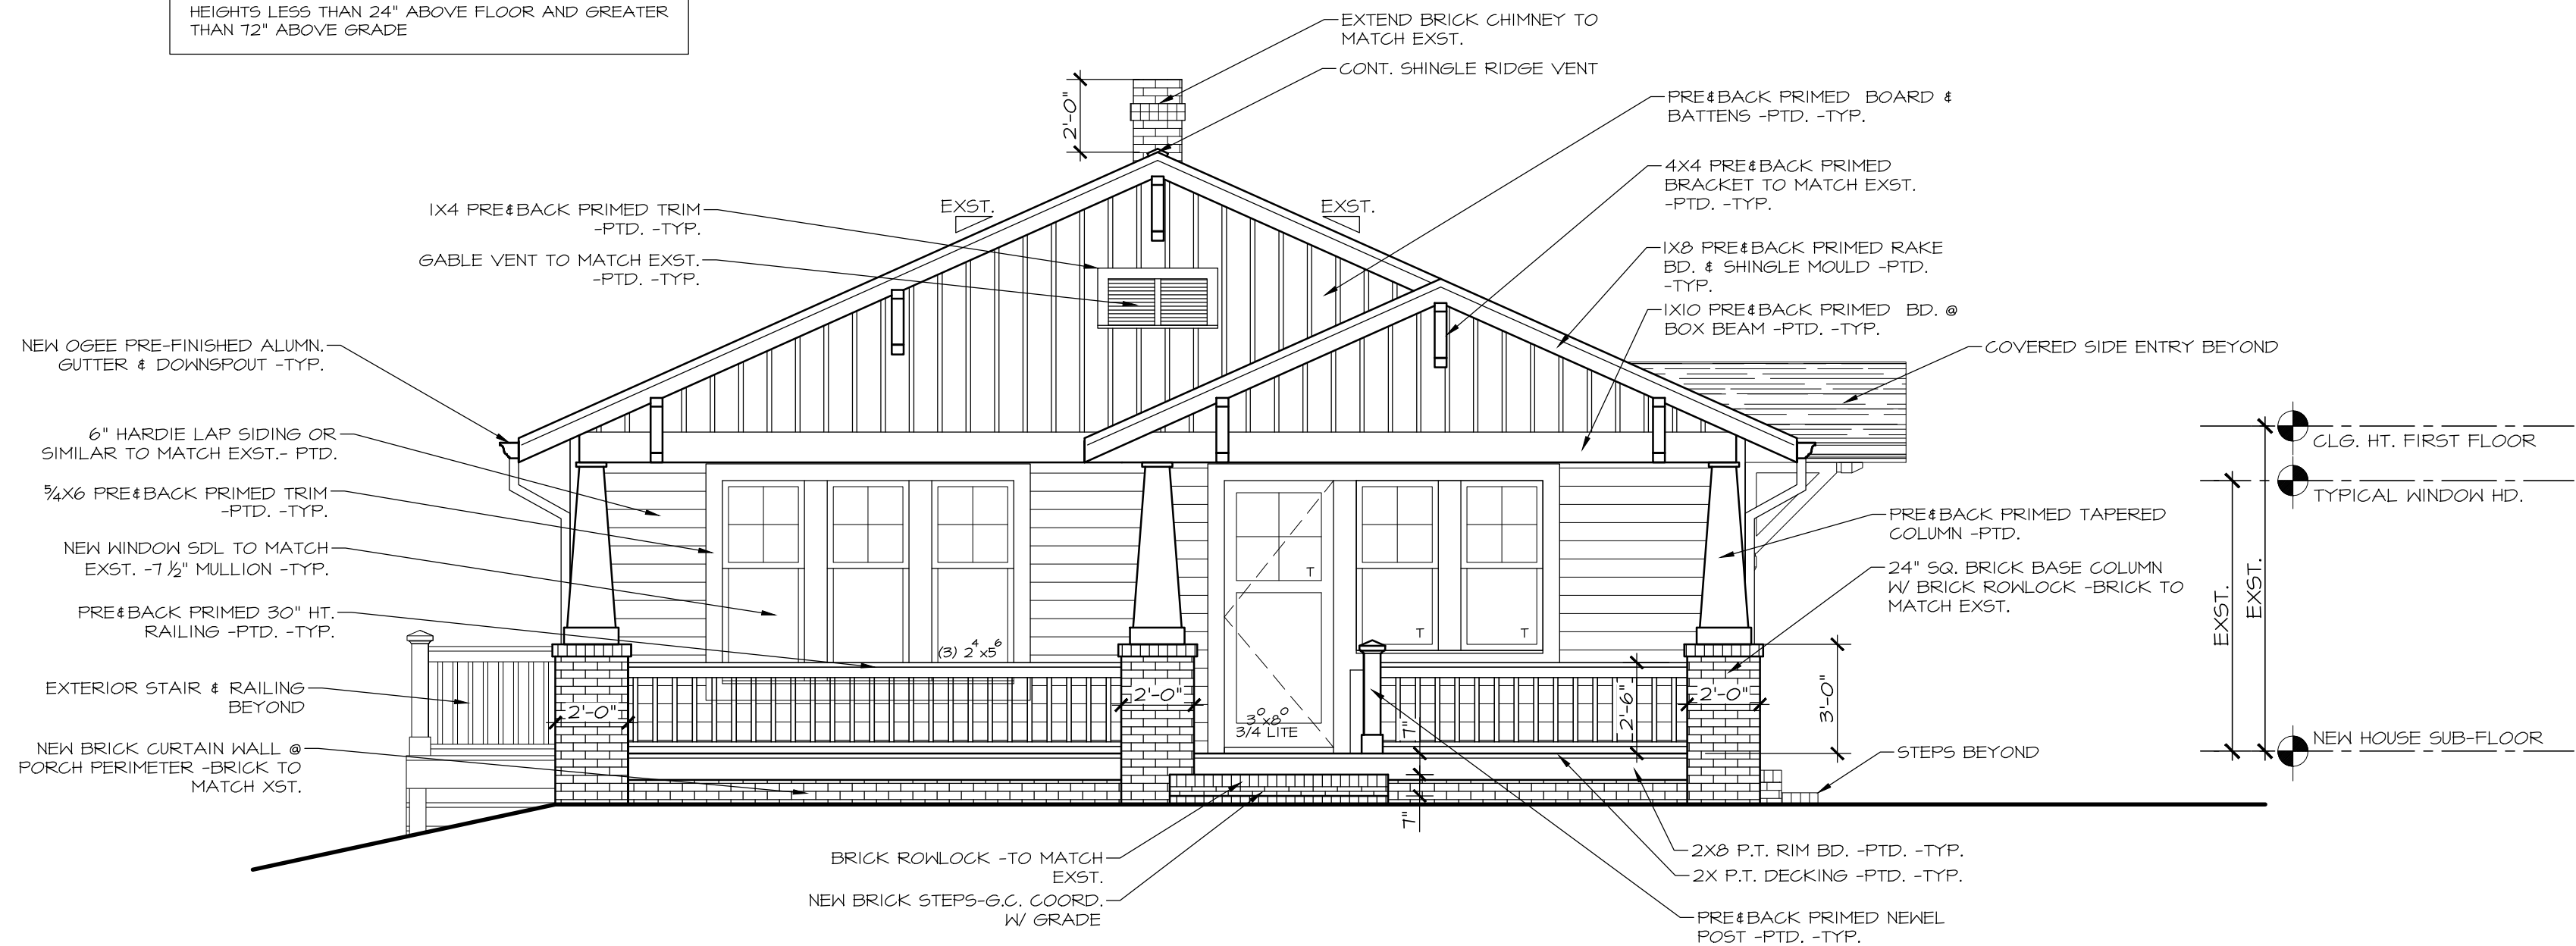 HEIGHTS LESS THAN 24" ABOVE FLOOR AND GREATER
THAN 72" ABOVE GRADE
EXTEND BRICK CHIMNEY TO
MATCH EXST.
CONT. SHINGLE RIDGE VENT
2'-0"
PRE&BACK PRIMED BOARD &
BATTENS -PTD. -TYP.
4X4 PRE&BACK PRIMED
BRACKET TO MATCH EXST.
-PTD. -TYP.
1X8 PRE&BACK PRIMED RAKE
BD. & SHINGLE MOULD -PTD.
-TYP.
1X10 PRE&BACK PRIMED BD. @
BOX BEAM -PTD. -TYP.
COVERED SIDE ENTRY BEYOND
EXST.
EXST.
1X4 PRE&BACK PRIMED TRIM
-PTD. -TYP.
GABLE VENT TO MATCH EXST.
-PTD. -TYP.
NEW OGEE PRE-FINISHED ALUMN.
GUTTER & DOWNSPOUT -TYP.
6" HARDIE LAP SIDING OR
SIMILAR TO MATCH EXST.- PTD.
5/4X6 PRE&BACK PRIMED TRIM
-PTD. -TYP.
NEW WINDOW SDL TO MATCH
EXST. -7 1/2" MULLION -TYP.
PRE&BACK PRIMED 30" HT.
RAILING -PTD. -TYP.
EXTERIOR STAIR & RAILING
BEYOND
NEW BRICK CURTAIN WALL @
PORCH PERIMETER -BRICK TO
MATCH XST.
(3) 2⁴x5⁶
T
T
T
3⁰x8⁰
3/4 LITE
2'-0"
2'-0"
2'-0"
7"
2'-6"
3'-0"
7"
CLG. HT. FIRST FLOOR
TYPICAL WINDOW HD.
PRE&BACK PRIMED TAPERED
COLUMN -PTD.
24" SQ. BRICK BASE COLUMN
W/ BRICK ROWLOCK -BRICK TO
MATCH EXST.
EXST.
EXST.
NEW HOUSE SUB-FLOOR
STEPS BEYOND
BRICK ROWLOCK -TO MATCH
EXST.
NEW BRICK STEPS-G.C. COORD.
W/ GRADE
2X8 P.T. RIM BD. -PTD. -TYP.
2X P.T. DECKING -PTD. -TYP.
PRE&BACK PRIMED NEWEL
POST -PTD. -TYP.